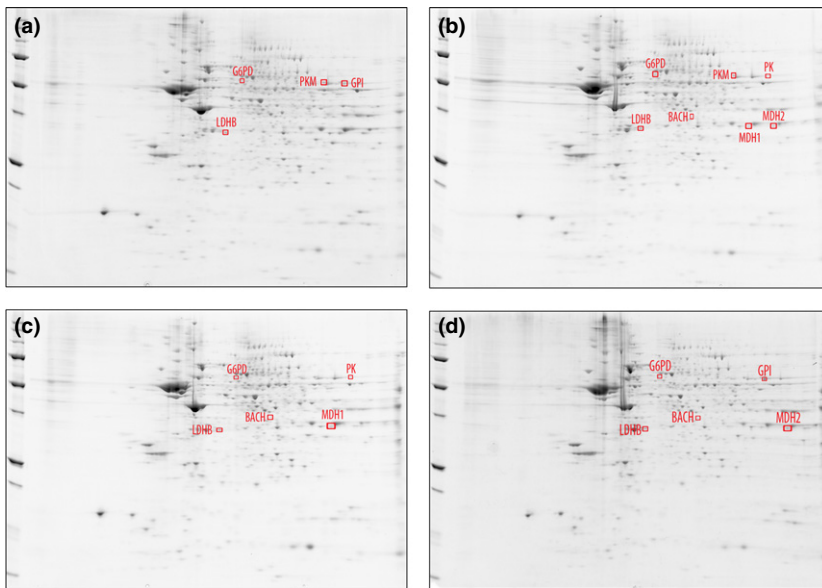 (a)
G6PD
PKM
GPI
LDHB
(b)
G6PD
PKM
PK
LDHB
BACH
MDH1
MDH2
(c)
G6PD
PK
BACH
MDH1
LDHB
(d)
G6PD
GPI
BACH
MDH2
LDHB